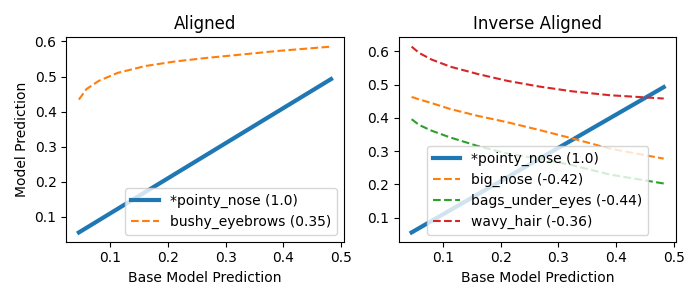 Aligned
0.6
0.5
0.4
0.3
0.2
0.1
Model Prediction
*pointy_nose (1.0)
bushy_eyebrows (0.35)
0.1
0.2
0.3
0.4
0.5
Base Model Prediction
Inverse Aligned
0.6
0.5
0.4
0.3
0.2
0.1
*pointy_nose (1.0)
big_nose (-0.42)
bags_under_eyes (-0.44)
wavy_hair (-0.36)
0.1
0.2
0.3
0.4
0.5
Base Model Prediction